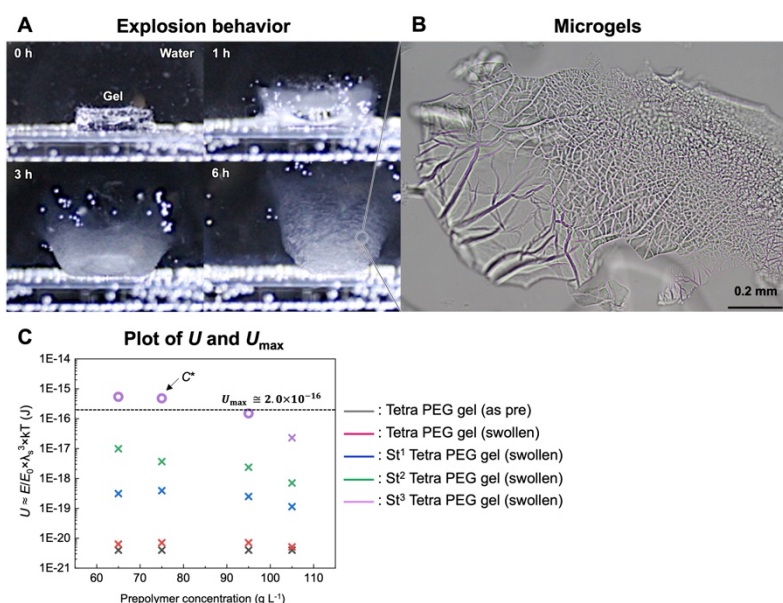 A
Explosion behavior
B
Microgels
0 h
Water
Gel
1 h
3 h
6 h
0.2 mm
C
Plot of U and Umax
U ≈ E/E₀×λₛ³×kT (J)
1E-14
1E-15
1E-16
1E-17
1E-18
1E-19
1E-20
1E-21
C*
Umax ≅ 2.0×10⁻¹⁶
60
70
80
90
100
110
Prepolymer concentration (g L⁻¹)
: Tetra PEG gel (as pre)
: Tetra PEG gel (swollen)
: St¹ Tetra PEG gel (swollen)
: St² Tetra PEG gel (swollen)
: St³ Tetra PEG gel (swollen)